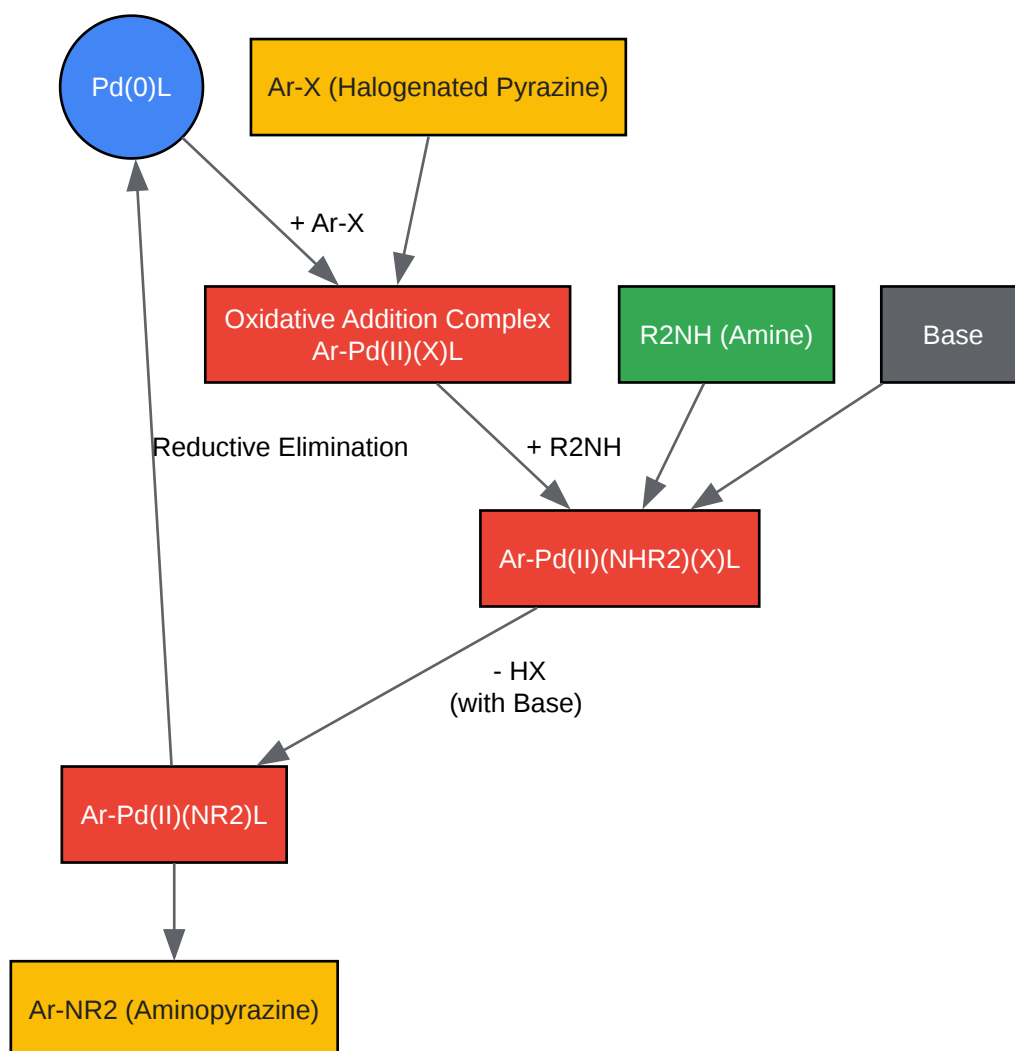 Pd(0)L
Ar-X (Halogenated Pyrazine)
+ Ar-X
Oxidative Addition Complex
Ar-Pd(II)(X)L
R2NH (Amine)
Base
Reductive Elimination
+ R2NH
Ar-Pd(II)(NHR2)(X)L
- HX
(with Base)
Ar-Pd(II)(NR2)L
Ar-NR2 (Aminopyrazine)